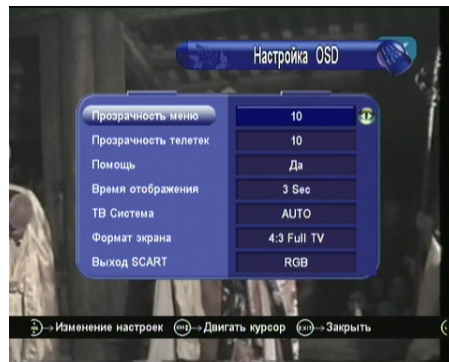 Настройка OSD
Прозрачность меню 10
Прозрачность телетек 10
Помощь Да
Время отображения 3 Sec
ТВ Система AUTO
Формат экрана 4:3 Full TV
Выход SCART RGB
Изменение настроек Двигать курсор EXIT Закрыть